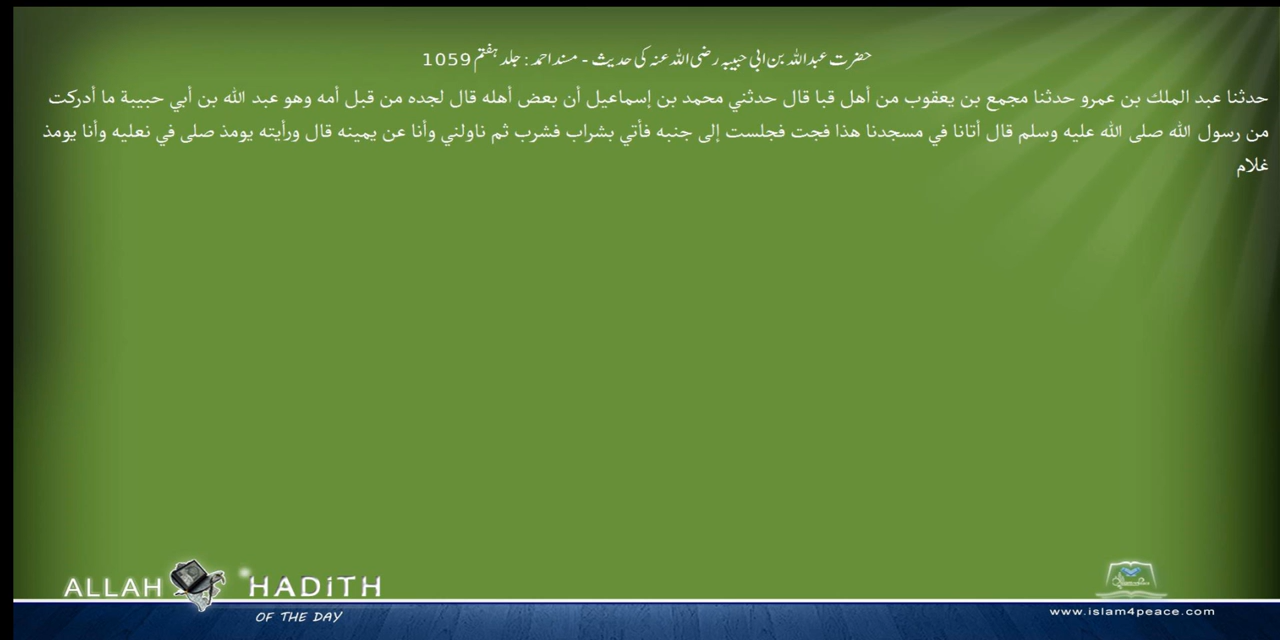 حضرت عبداللہ بن ابی حبیبہ رضی اللہ عنہ کی حدیث - مسند احمد : جلد ہفتم 1059
حدثنا عبد الملك بن عمرو حدثنا مجمع بن يعقوب من أهل قبا قال حدثني محمد بن إسماعيل أن بعض أهله قال لجده من قبل أمه وهو عبد الله بن أبي حبيبة ما أدركت
من رسول الله صلى الله عليه وسلم قال أتانا في مسجدنا هذا فجت فجلست إلى جنبه فأتي بشراب فشرب ثم ناولني وأنا عن يمينه قال ورأيته يومذ صلى في نعليه وأنا يومذ
غلام
ALLAH HADITH
OF THE DAY
www.islam4peace.com